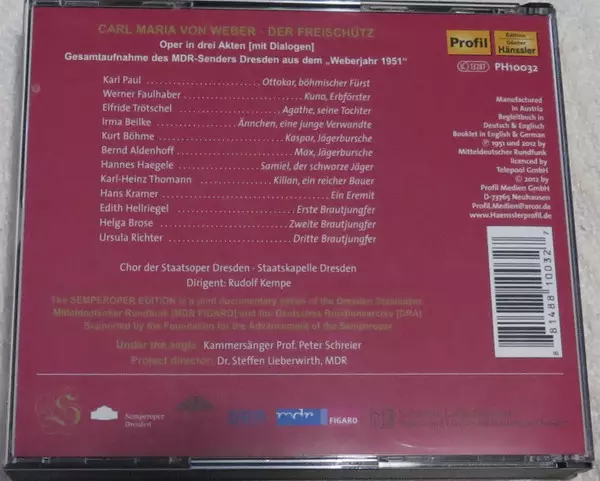 CARL MARIA VON WEBER · DER FREISCHÜTZ
Oper in drei Akten [mit Dialogen]
Gesamtaufnahme des MDR-Senders Dresden aus dem „Weberjahr 1951“
Karl Paul Ottokar, böhmischer Fürst
Werner Faulhaber Kuno, Erbförster
Elfride Trötschel Agathe, seine Tochter
Irma Beilke Ännchen, eine junge Verwandte
Kurt Böhme Kaspar, Jägerbursche
Bernd Aldenhoff Max, Jägerbursche
Hannes Haegele Samiel, der schwarze Jäger
Karl-Heinz Thomann Kilian, ein reicher Bauer
Hans Kramer Ein Eremit
Edith Hellriegel Erste Brautjungfer
Helga Brose Zweite Brautjungfer
Ursula Richter Dritte Brautjungfer
Chor der Staatsoper Dresden · Staatskapelle Dresden
Dirigent: Rudolf Kempe
The SEMPEROPER EDITION is a joint documentary edition of the Dresden Staatsoper
Mitteldeutscher Rundfunk [MDR FIGARO] and the Deutsches Rundfunkarchiv [DRA]
Supported by the Foundation for the Advancement of the Semperoper
Under the aegis Kammersänger Prof. Peter Schreier
Project director: Dr. Steffen Lieberwirth, MDR
Semperoper
Dresden
mdr
FIGARO
Profil
Edition
Günter
Hänssler
LC 13287
PH10032
Manufactured
in Austria
Begleitbuch in
Deutsch & Englisch
Booklet in English & German
℗ 1951 und 2012 by
Mitteldeutscher Rundfunk
licenced by
Telepool GmbH
© 2012 by
Profil Medien GmbH
D-73765 Neuhausen
Profil.Medien@arcor.de
www.Haensslerprofil.de
8 81488 10032 7